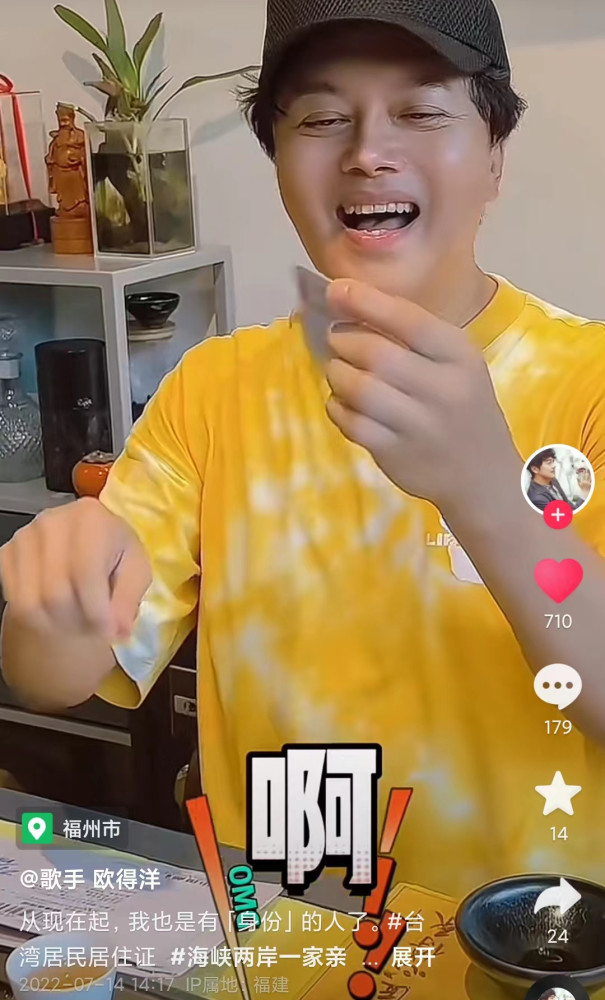 710
179
啊
OMG
14
福州市
@歌手 欧得洋
24
从现在起，我也是有「身份」的人了。#台
湾居民居住证 #海峡两岸一家亲 ... 展开
2022-07-14 14:17 IP属地：福建